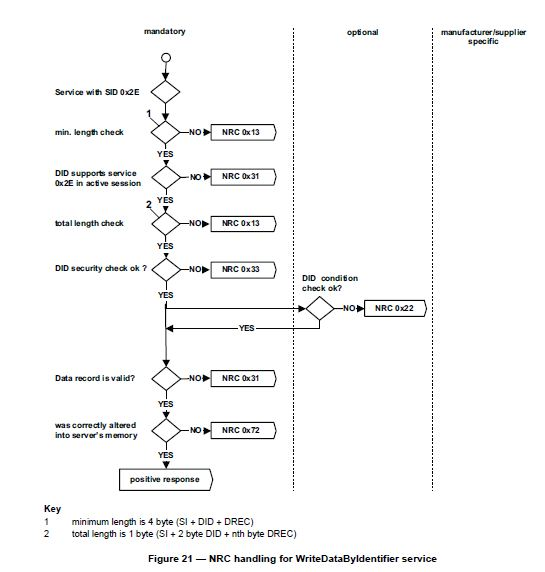 mandatory
optional
manufacturer/supplier
specific
Service with SID 0x2E
1
min. length check
NO
NRC 0x13
YES
DID supports service
0x2E in active session
NO
NRC 0x31
YES
2
total length check
NO
NRC 0x13
YES
DID security check ok ?
NO
NRC 0x33
YES
DID condition
check ok?
NO
NRC 0x22
YES
Data record is valid?
NO
NRC 0x31
YES
was correctly altered
into server's memory
NO
NRC 0x72
YES
positive response
Key
1 minimum length is 4 byte (SI + DID + DREC)
2 total length is 1 byte (SI + 2 byte DID + nth byte DREC)
Figure 21 — NRC handling for WriteDataByIdentifier service